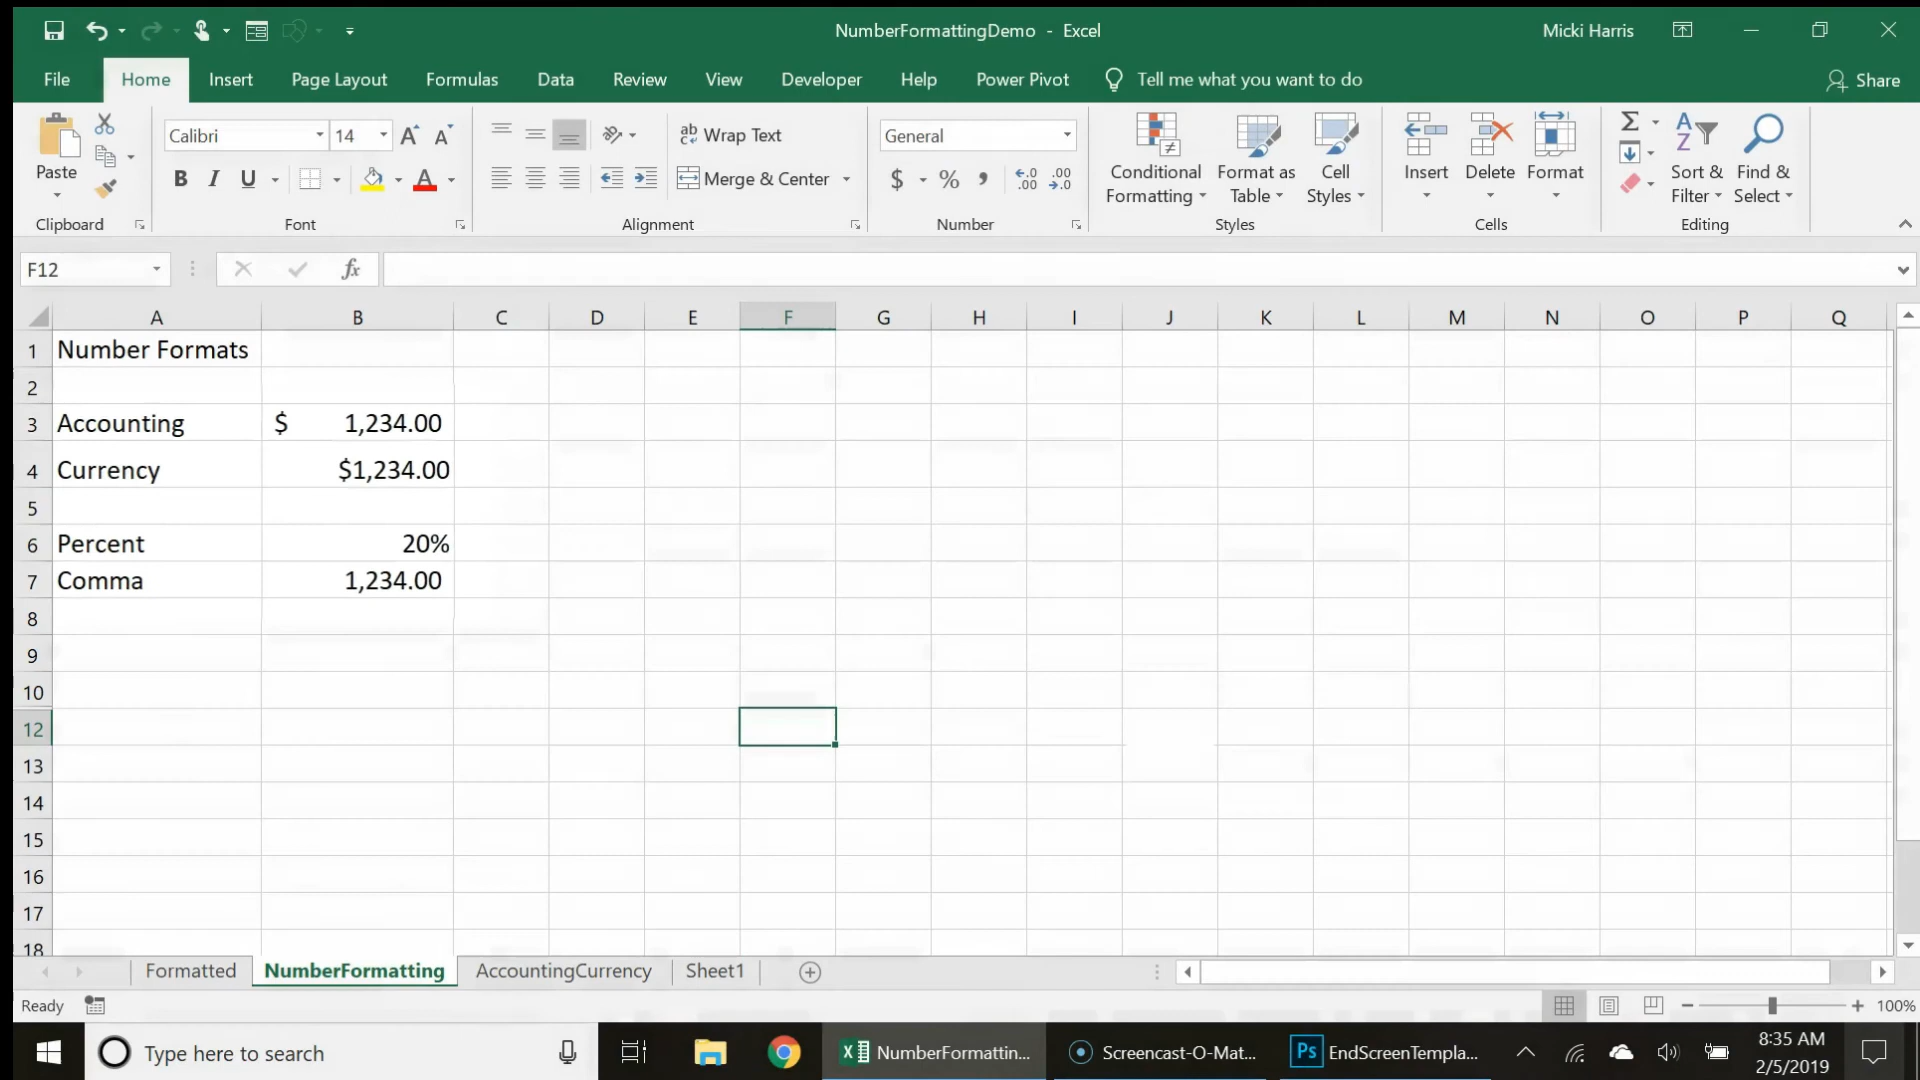 NumberFormattingDemo - Excel
Micki Harris
File Home Insert Page Layout Formulas Data Review View Developer Help Power Pivot Tell me what you want to do Share
Calibri 14
Wrap Text
General
Paste
B I U
Merge & Center
$ % ,
Conditional Formatting
Format as Table
Cell Styles
Insert
Delete
Format
Sort & Filter
Find & Select
Clipboard Font Alignment Number Styles Cells Editing
F12
fx
A B C D E F G H I J K L M N O P Q
1 Number Formats
2
3 Accounting $ 1,234.00
4 Currency $1,234.00
5
6 Percent 20%
7 Comma 1,234.00
8
9
10
12
13
14
15
16
17
18
Formatted NumberFormatting AccountingCurrency Sheet1
Ready
100%
Type here to search
NumberFormattin...
Screencast-O-Mat...
Ps EndScreenTempla...
8:35 AM
2/5/2019